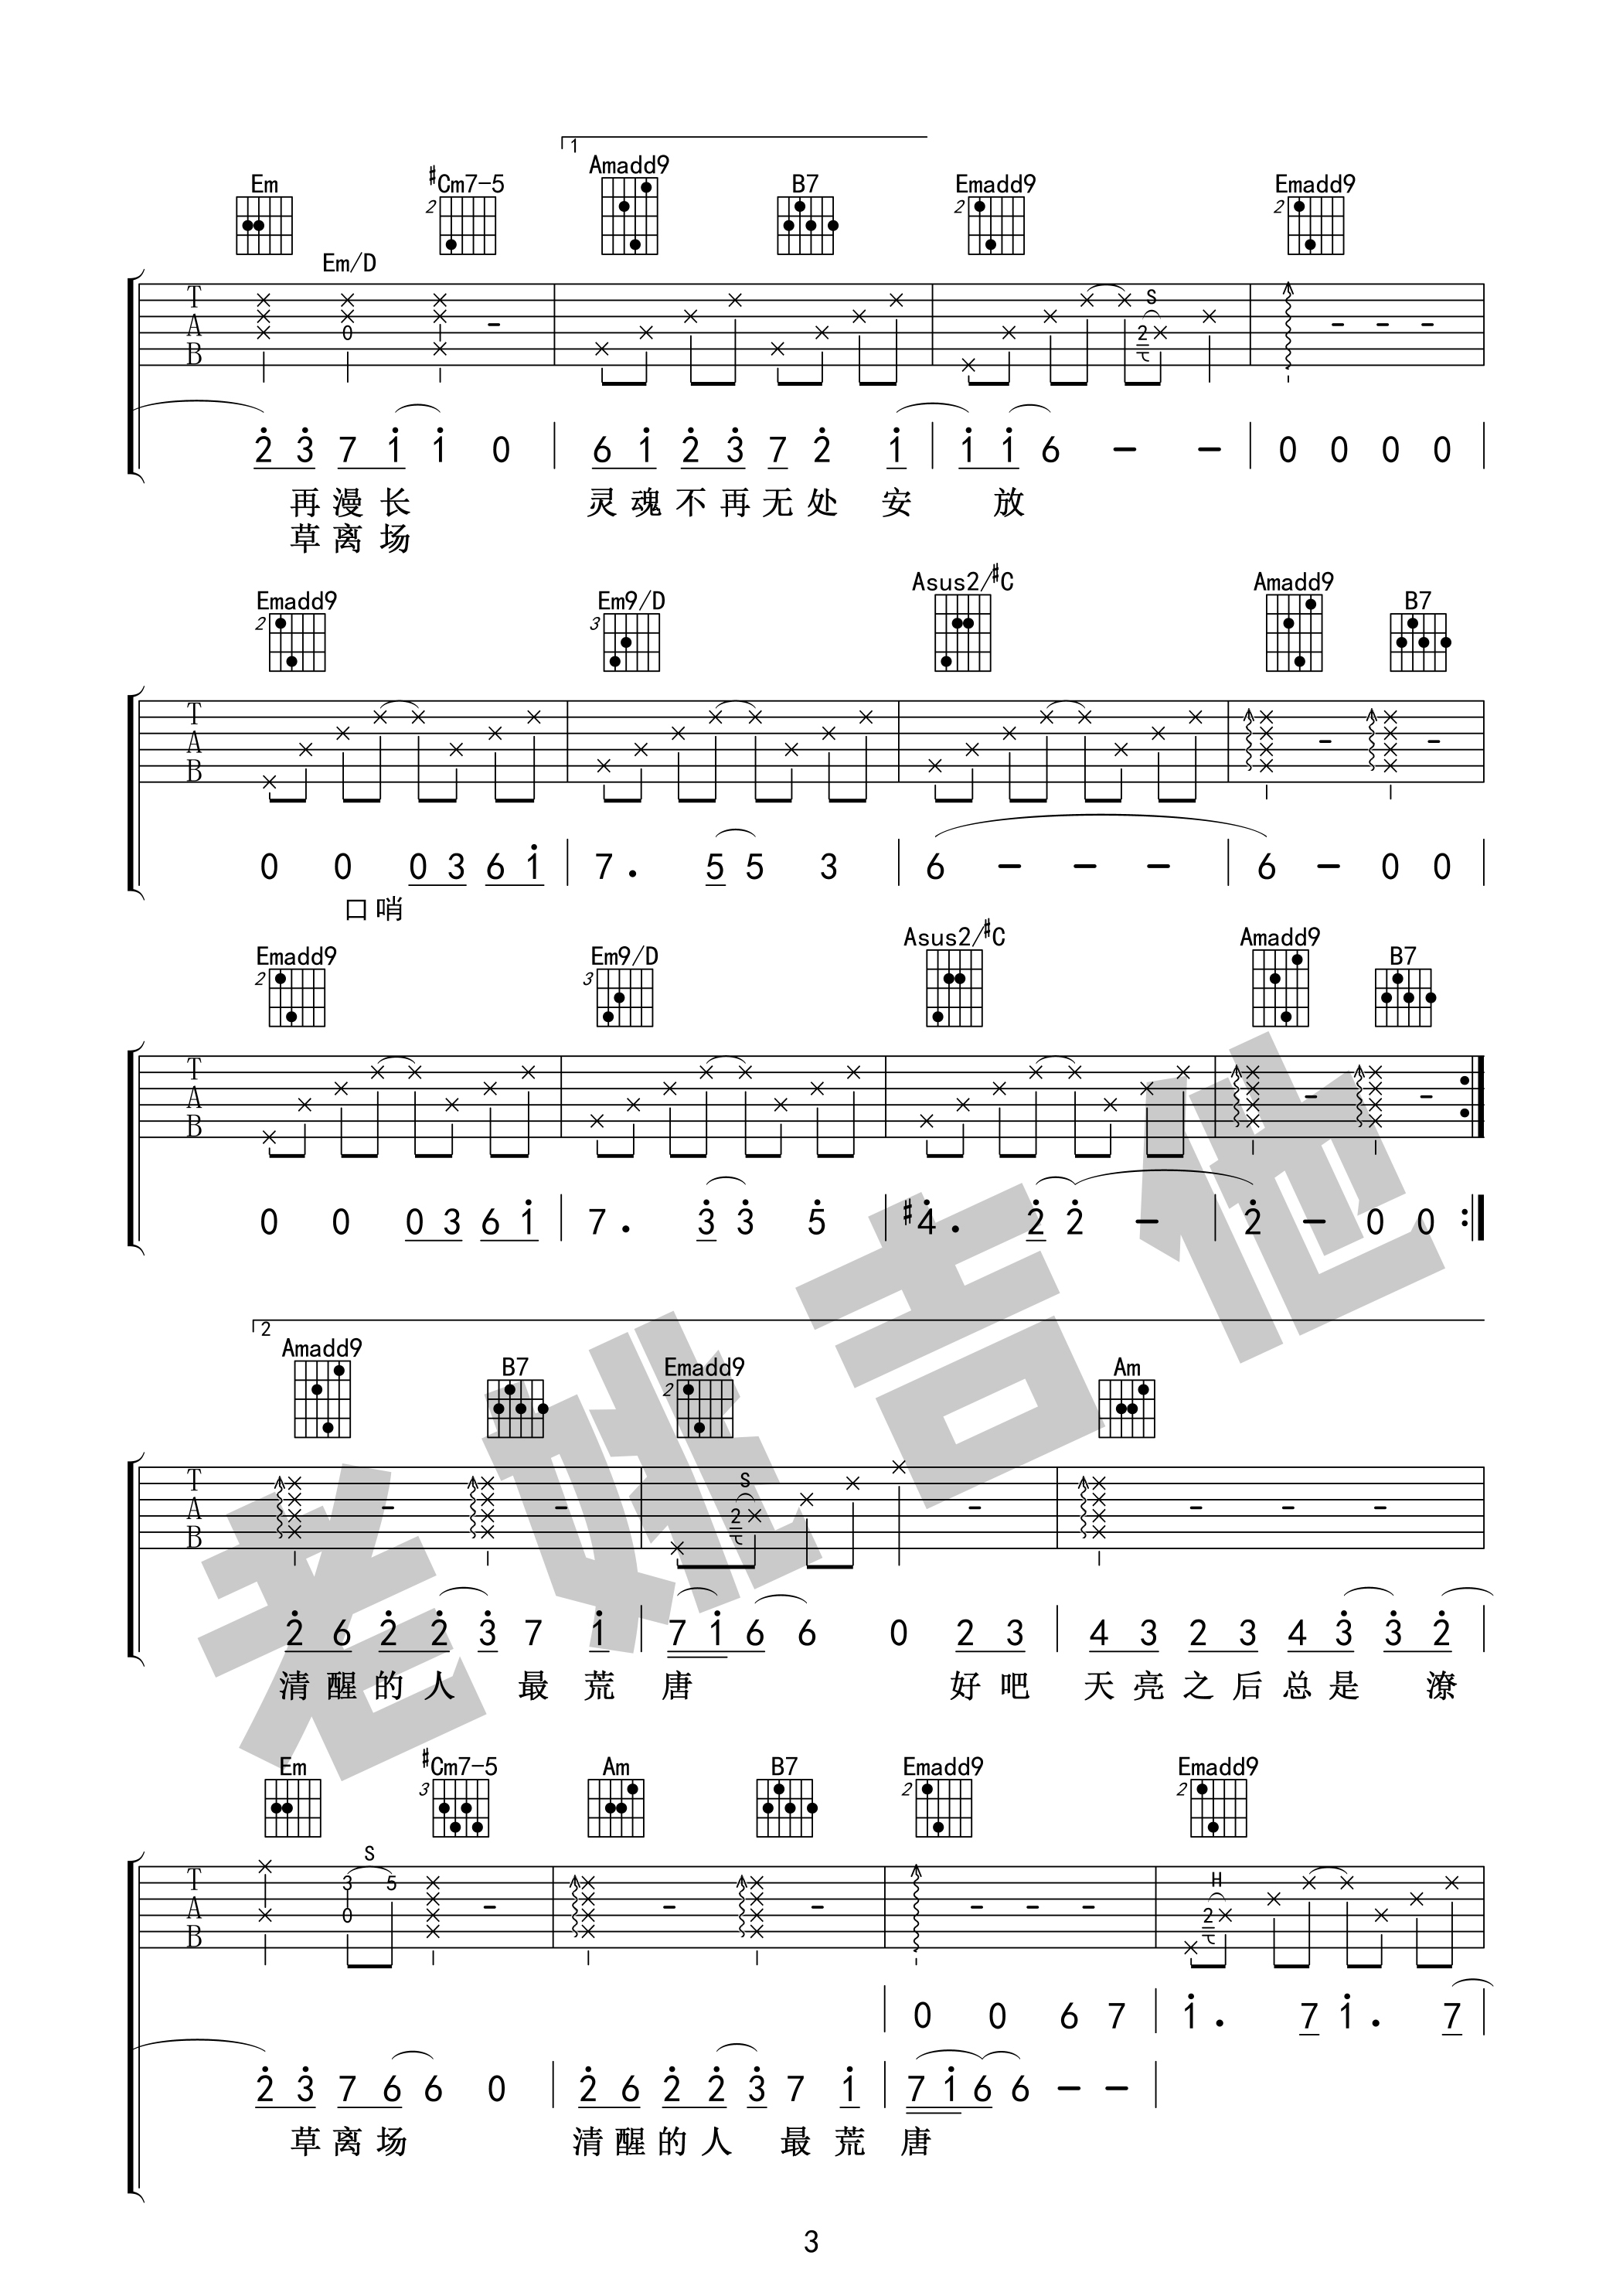 1
Em #Cm7-5 Amadd9 B7 Emadd9 Emadd9
Em/D
T A B 0 - S 2 - - -
2 3 7 1 1 0 6 1 2 3 7 2 1 1 1 6 - - 0 0 0 0
再漫长 灵魂不再无处安放
草离场
Emadd9 Em9/D Asus2/#C Amadd9 B7
T A B - -
0 0 0 3 6 1 7. 5 5 3 6 - - - 6 - 0 0
口哨
Emadd9 Em9/D Asus2/#C Amadd9 B7
T A B - -
0 0 0 3 6 1 7. 3 3 5 #4. 2 2 - 2 - 0 0
2
Amadd9 B7 Emadd9 Am
T A B - - S 2 - - - -
2 6 2 2 3 7 1 7 1 6 6 0 2 3 4 3 2 3 4 3 3 2
清醒的人 最荒唐 好吧 天亮之后总是 潦
Em #Cm7-5 Am B7 Emadd9 Emadd9
T A B 3 S 5 0 - - - - - - H 2
0 0 6 7 1. 7 1. 7
2 3 7 6 6 0 2 6 2 2 3 7 1 7 1 6 6 - -
草离场 清醒的人 最荒唐
老姚吉他
3